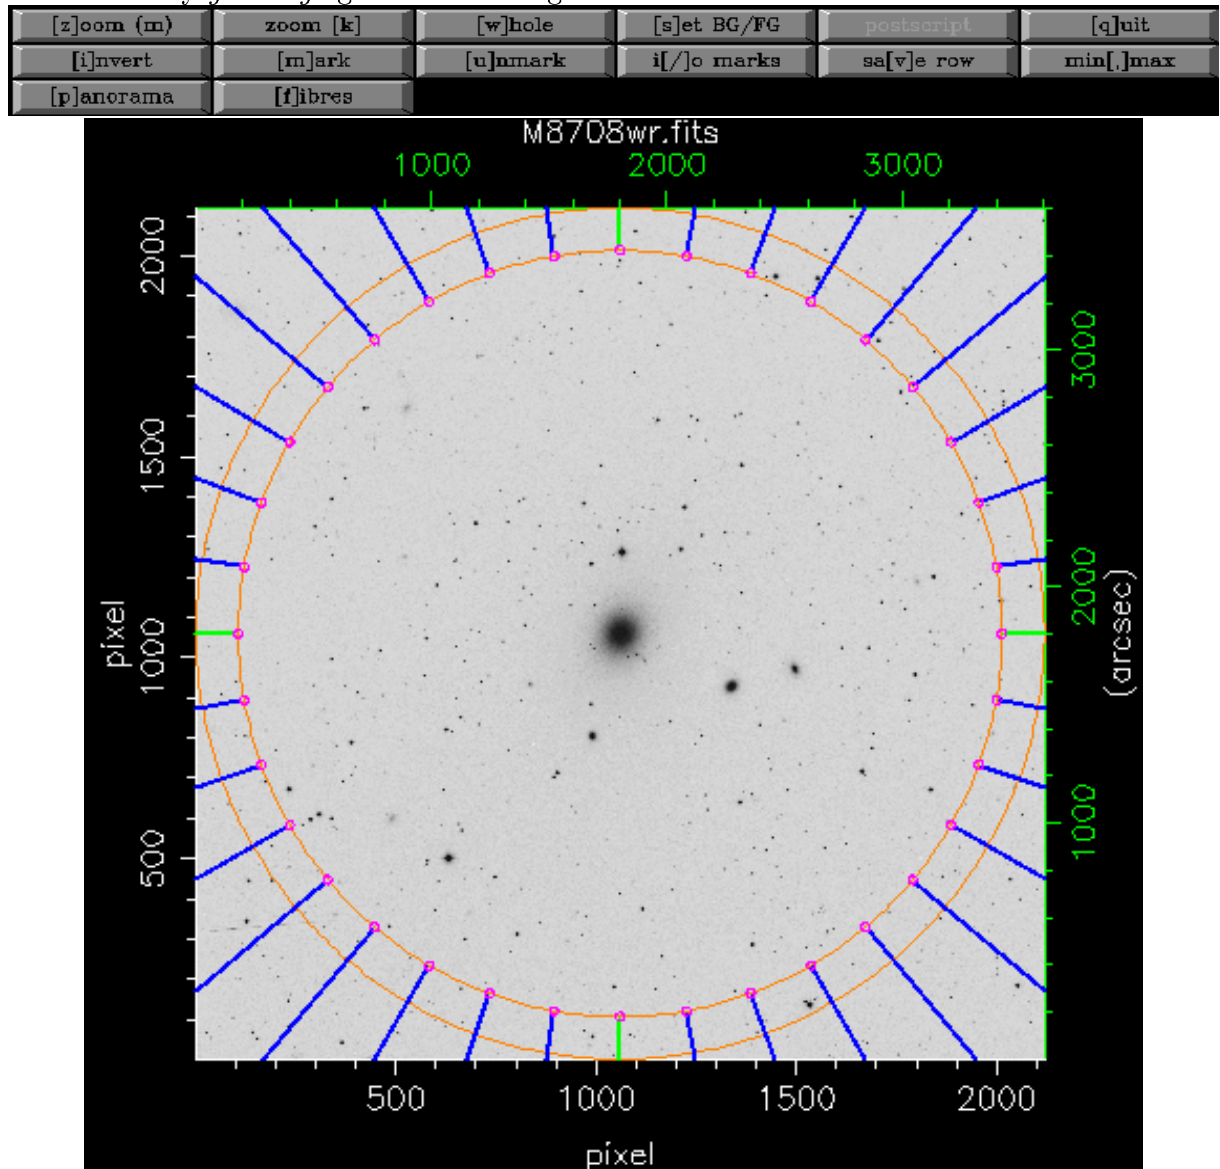 [z]oom (m) zoom [k] [w]hole [s]et BG/FG postscript [q]uit
[i]nvert [m]ark [u]nmark i[/]o marks sa[v]e row min[,]max
[p]anorama [f]ibres
M8708wr.fits
1000 2000 3000
2000
1500
1000
500
pixel
3000
2000
1000
(arcsec)
500 1000 1500 2000
pixel